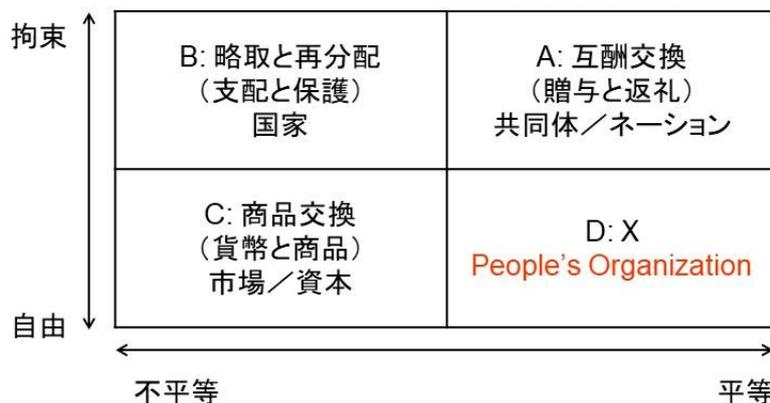 拘束
B: 略取と再分配
（支配と保護）
国家
A: 互酬交換
（贈与と返礼）
共同体／ネーション
C: 商品交換
（貨幣と商品）
市場／資本
D: X
People’s Organization
自由
不平等
平等